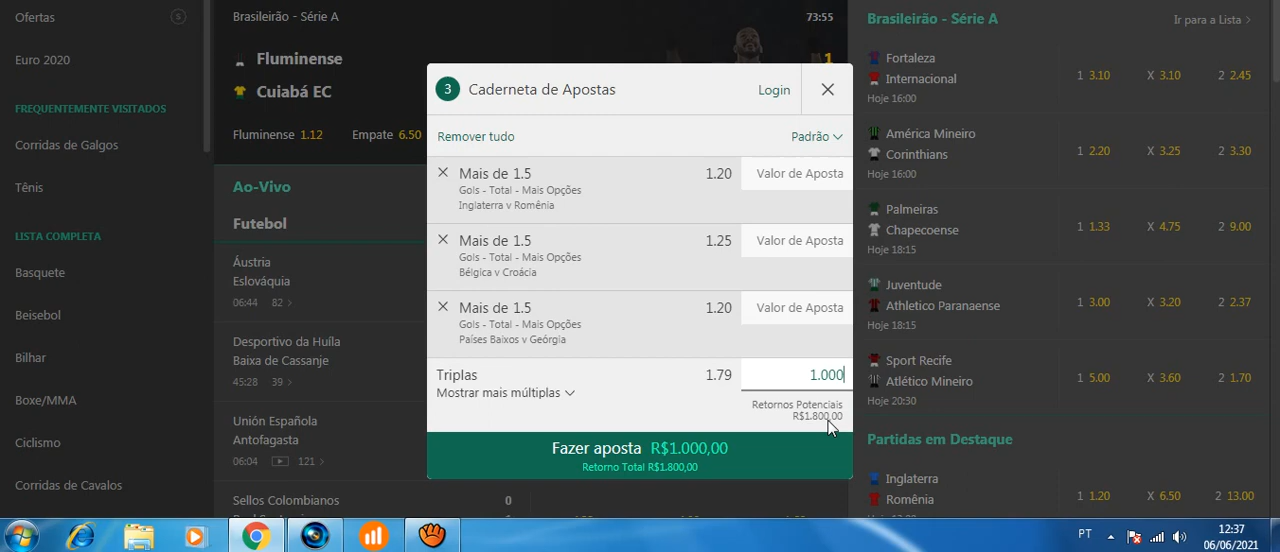 Ofertas
Euro 2020
FREQUENTEMENTE VISITADOS
Corridas de Galgos
Tênis
LISTA COMPLETA
Basquete
Beisebol
Bilhar
Boxe/MMA
Ciclismo
Corridas de Cavalos
Brasileirão - Série A
73:55
Fluminense
1
Cuiabá EC
Fluminense 1.12 Empate 6.50
Ao-Vivo
Futebol
Áustria
Eslováquia
06:44 82 >
Desportivo da Huíla
Baixa de Cassanje
45:28 39 >
Unión Española
Antofagasta
06:04 121 >
Sellos Colombianos 0
3 Caderneta de Apostas Login
Remover tudo Padrão
Mais de 1.5 1.20 Valor de Aposta
Gols - Total - Mais Opções
Inglaterra v Romênia
Mais de 1.5 1.25 Valor de Aposta
Gols - Total - Mais Opções
Bélgica v Croácia
Mais de 1.5 1.20 Valor de Aposta
Gols - Total - Mais Opções
Países Baixos v Geórgia
Triplas 1.79 1.000
Mostrar mais múltiplas
Retornos Potenciais
R$1.800,00
Fazer aposta R$1.000,00
Retorno Total R$1.800,00
Brasileirão - Série A Ir para a Lista >
Fortaleza
Internacional
1 3.10 X 3.10 2 2.45
Hoje 16:00
América Mineiro
Corinthians
1 2.20 X 3.25 2 3.30
Hoje 16:00
Palmeiras
Chapecoense
1 1.33 X 4.75 2 9.00
Hoje 18:15
Juventude
Athletico Paranaense
1 3.00 X 3.20 2 2.37
Hoje 18:15
Sport Recife
Atlético Mineiro
1 5.00 X 3.60 2 1.70
Hoje 20:30
Partidas em Destaque
Inglaterra
Romênia
1 1.20 X 6.50 2 13.00
PT
12:37
06/06/2021